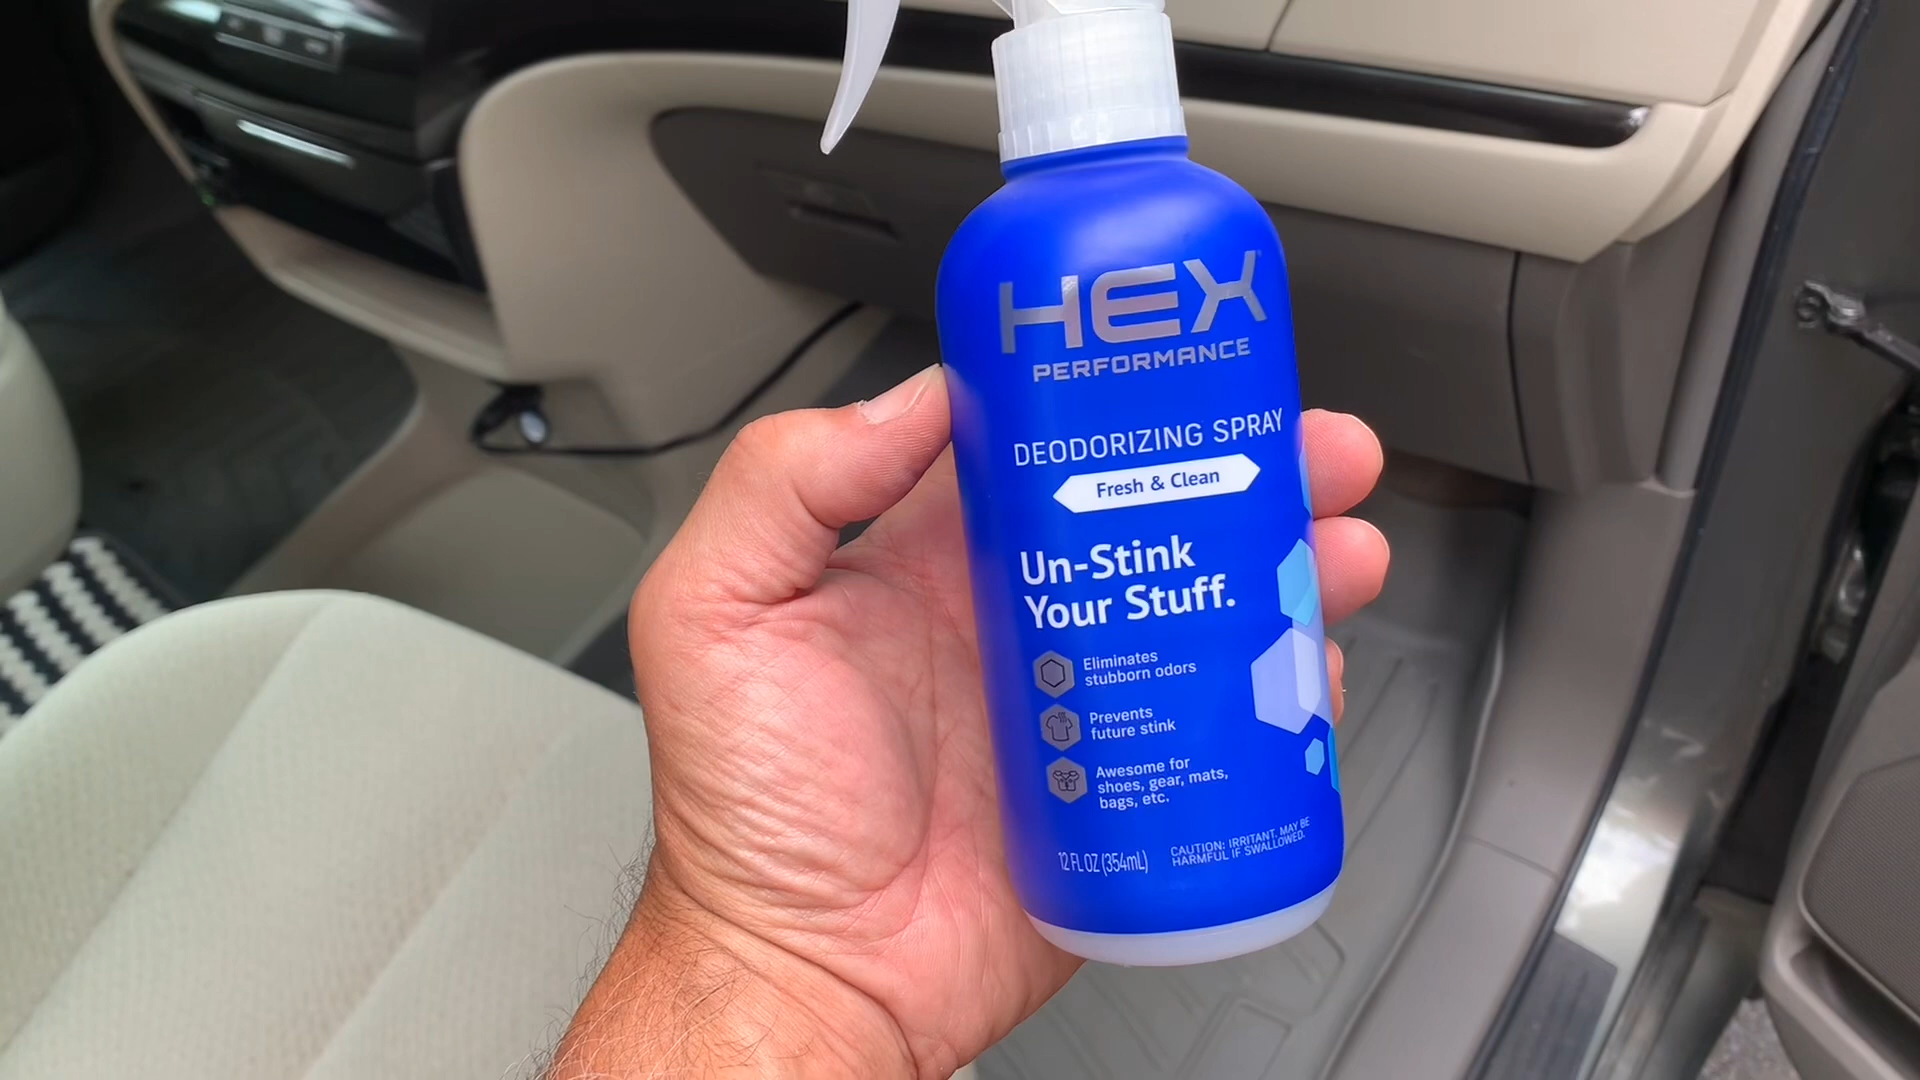 HEX
PERFORMANCE
DEODORIZING SPRAY
Fresh & Clean
Un-Stink
Your Stuff.
Eliminates
stubborn odors
Prevents
future stink
Awesome for
shoes, gear, mats,
bags, etc.
12 FL OZ (354mL)
CAUTION: IRRITANT. MAY BE
HARMFUL IF SWALLOWED.